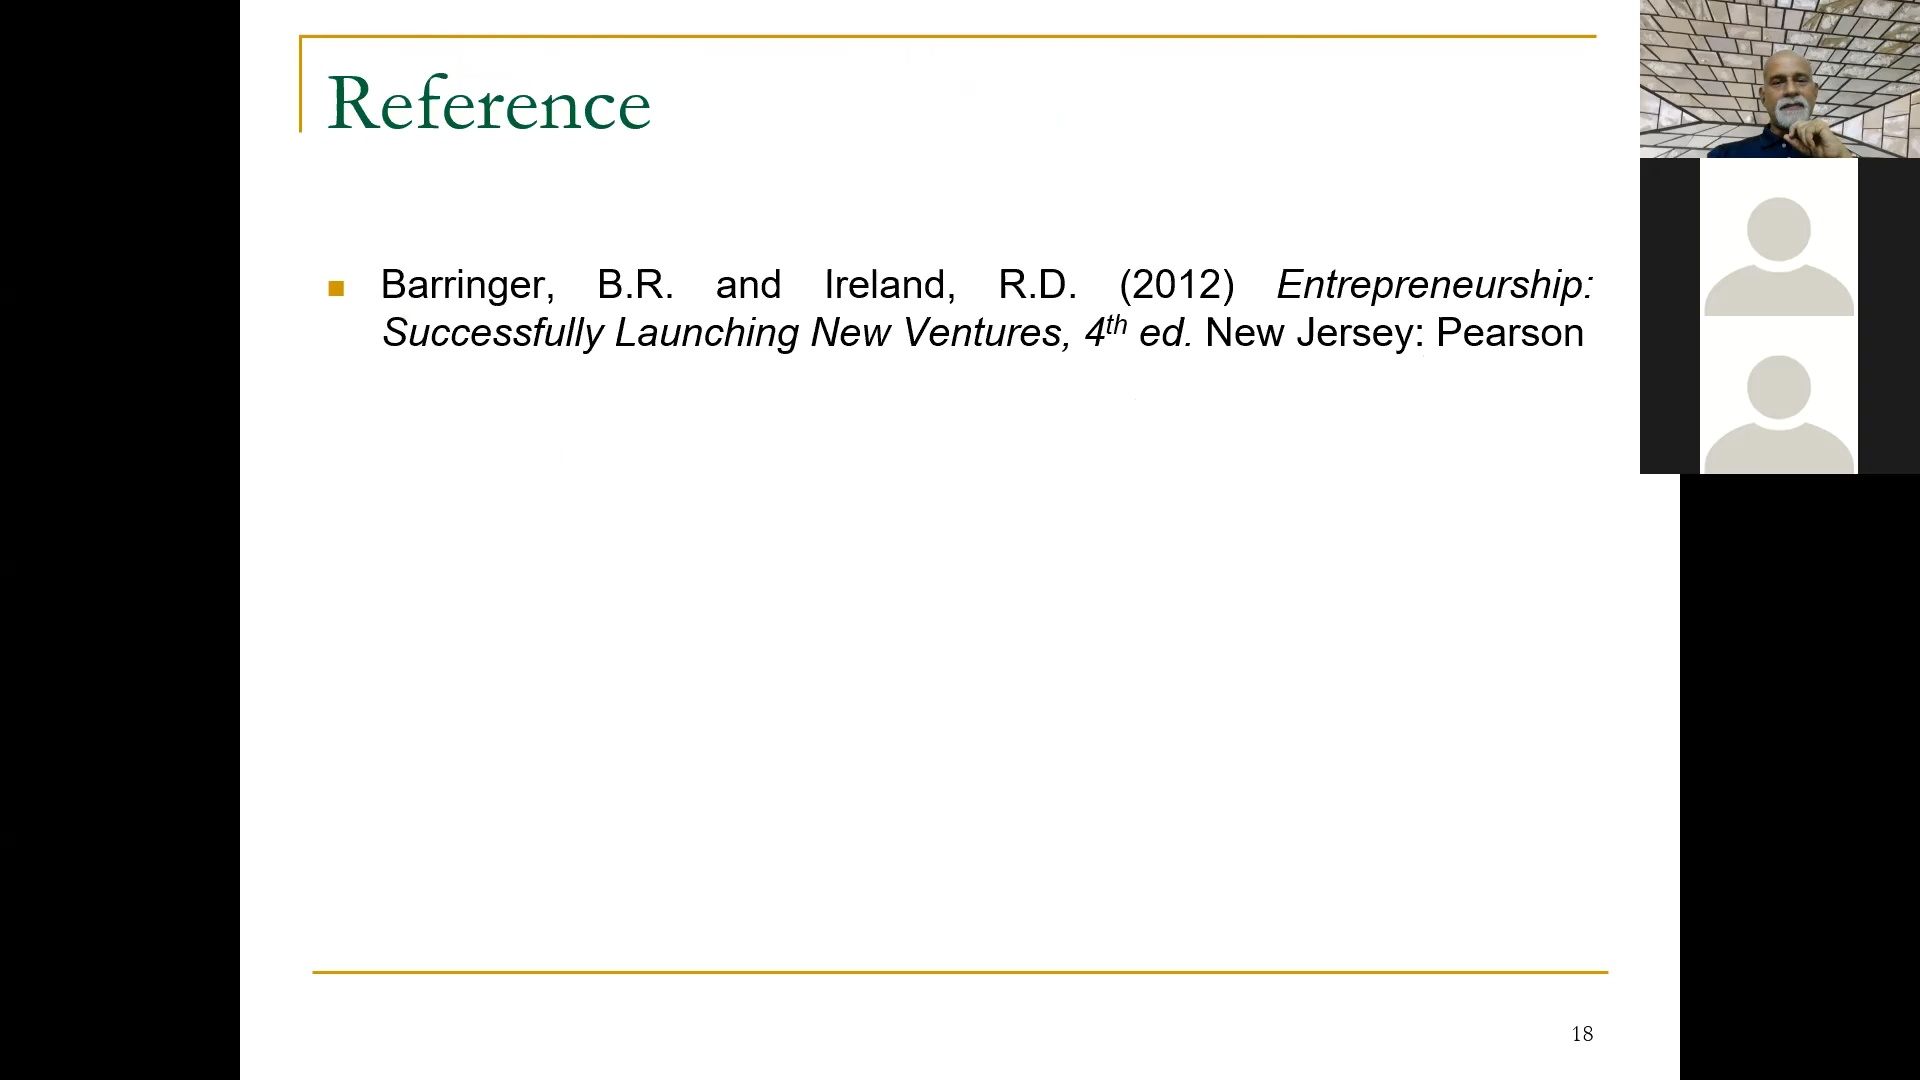 Reference
Barringer, B.R. and Ireland, R.D. (2012) Entrepreneurship:
Successfully Launching New Ventures, 4th ed. New Jersey: Pearson
18